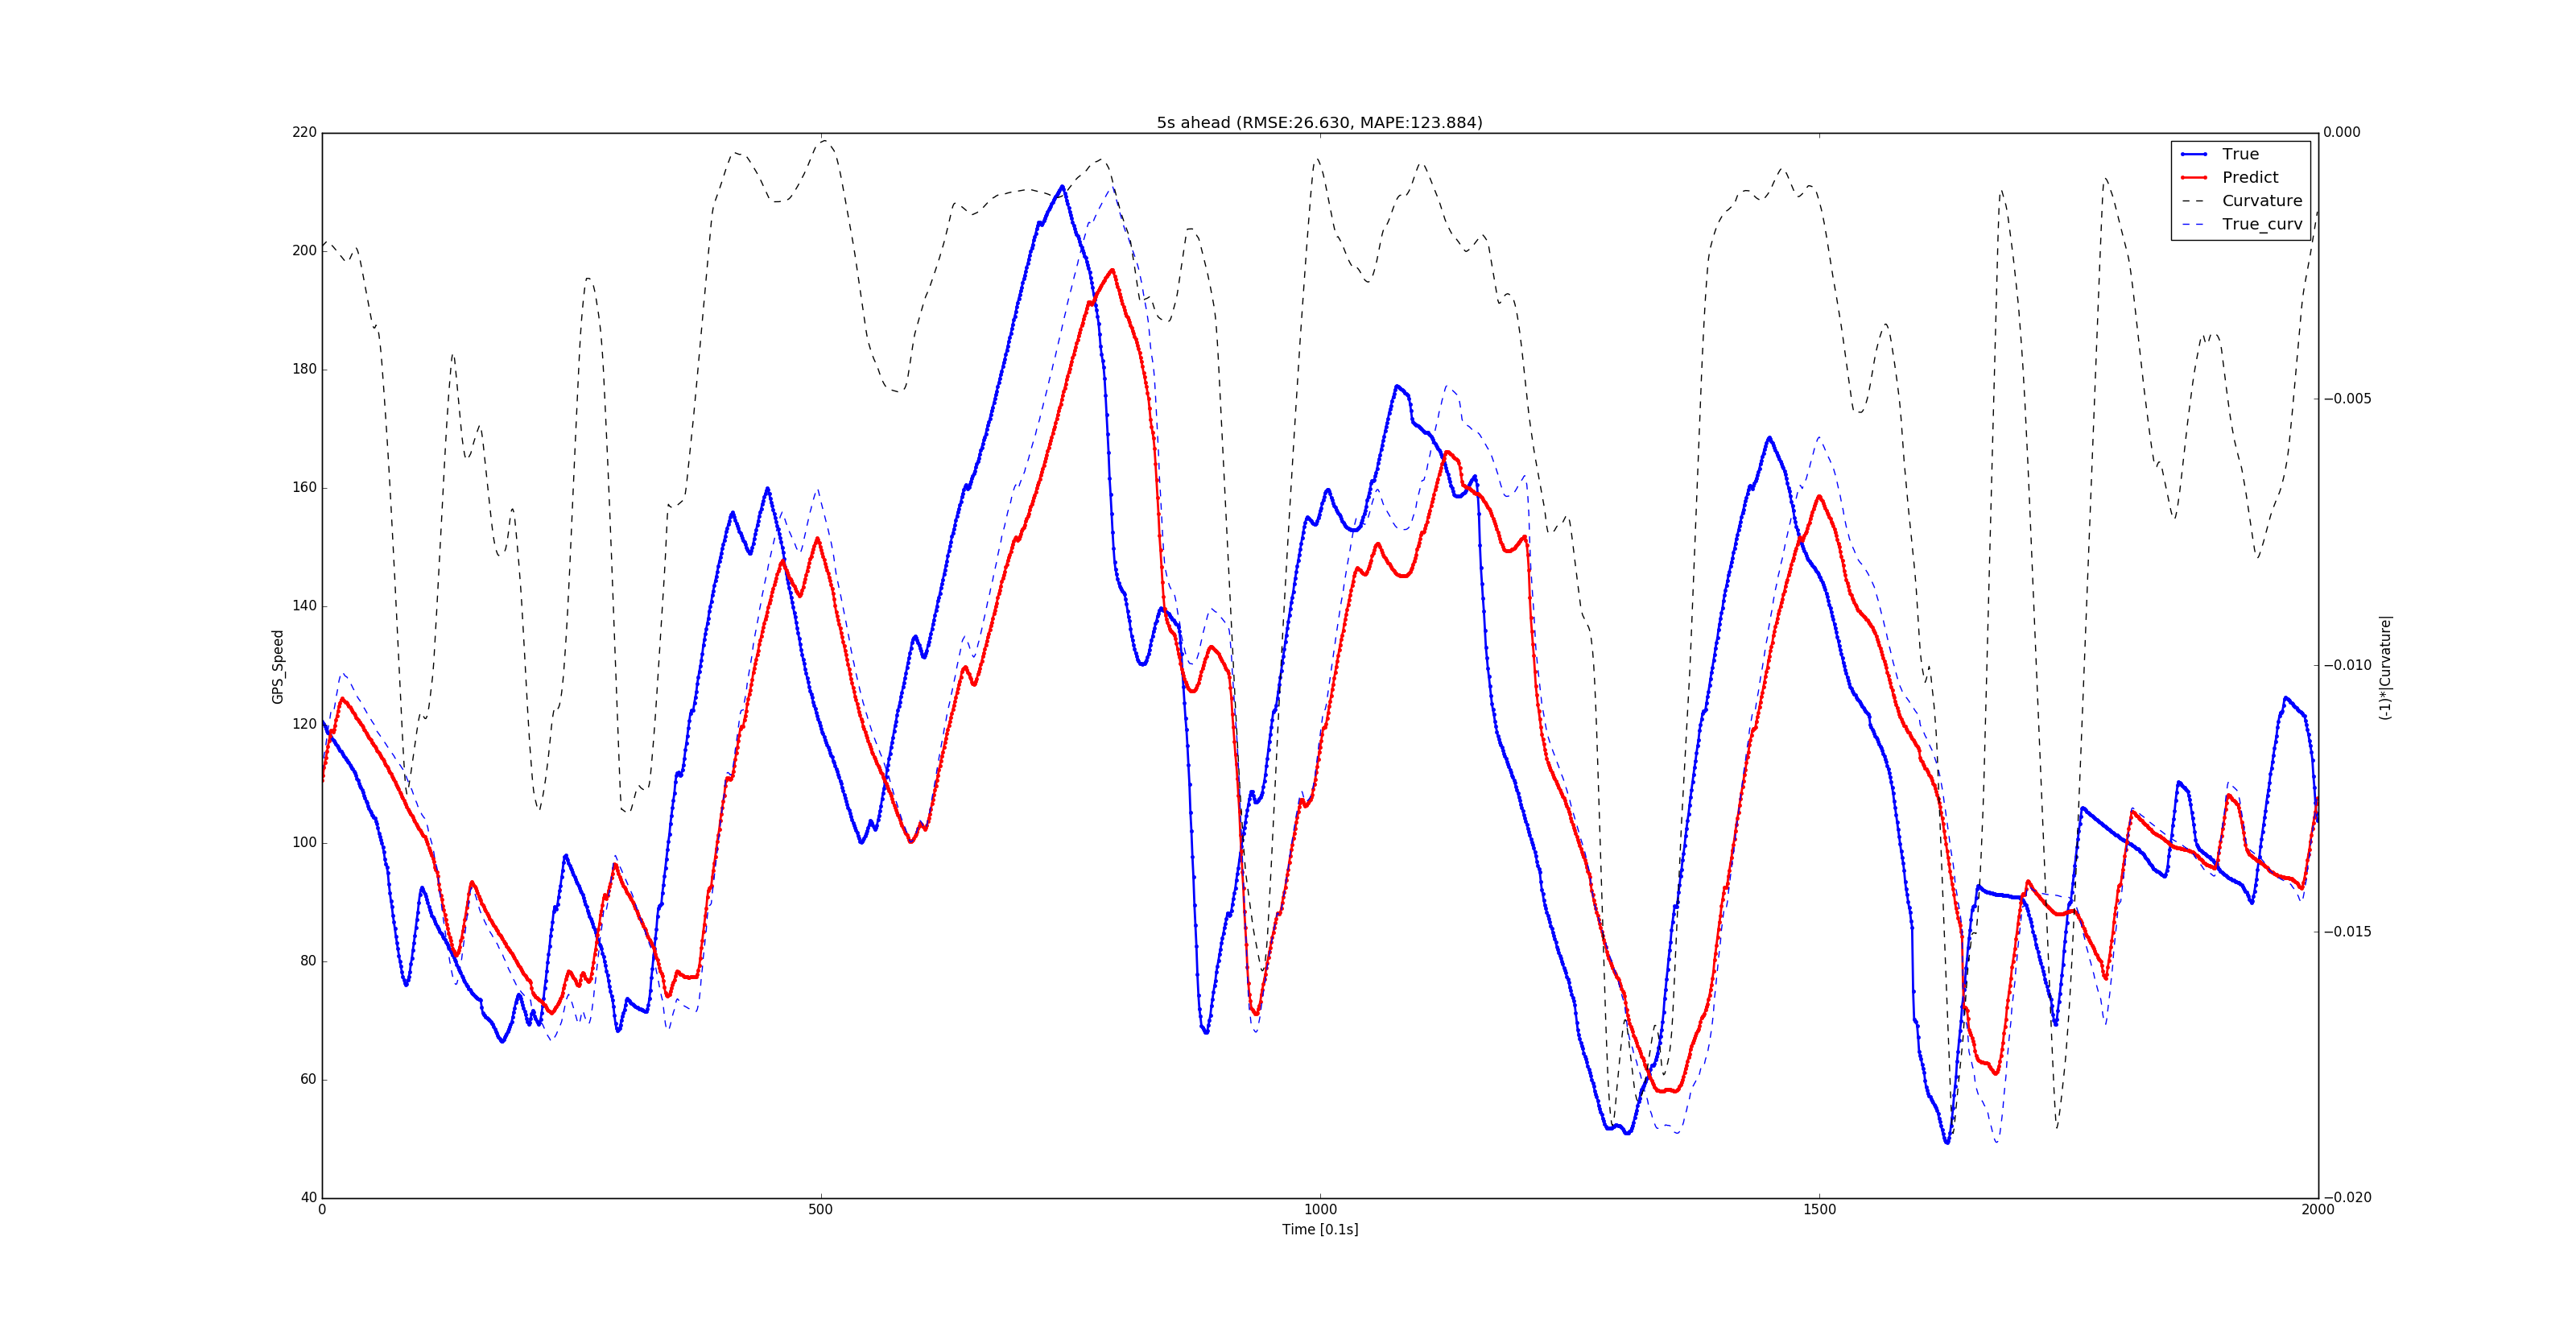 5s ahead (RMSE:26.630, MAPE:123.884)
220
200
180
160
140
120
100
80
60
40
GPS_Speed
0
500
1000
1500
2000
Time [0.1s]
0.000
−0.005
−0.010
−0.015
−0.020
(-1)*|Curvature|
True
Predict
Curvature
True_curv